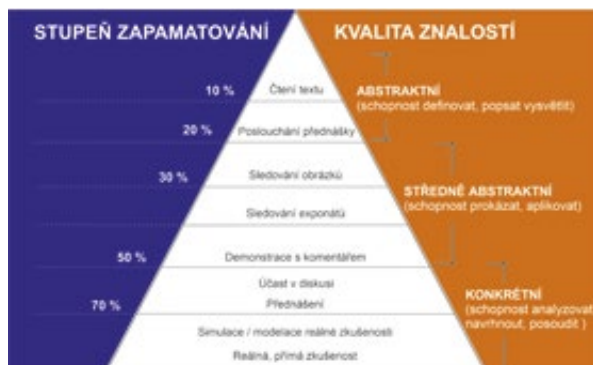 STUPEŇ ZAPAMATOVÁNÍ
KVALITA ZNALOSTÍ
10 %
Čtení textu
ABSTRAKTNÍ
(schopnost definovat, popsat vysvětlit)
20 %
Poslouchání přednášky
30 %
Sledování obrázků
STŘEDNĚ ABSTRAKTNÍ
(schopnost prokázat, aplikovat)
Sledování exponátů
50 %
Demonstrace s komentářem
Účast v diskusi
70 %
Přednášení
KONKRÉTNÍ
(schopnost analyzovat
navrhnout, posoudit )
Simulace / modelace reálné zkušenosti
Reálná, přímá zkušenost